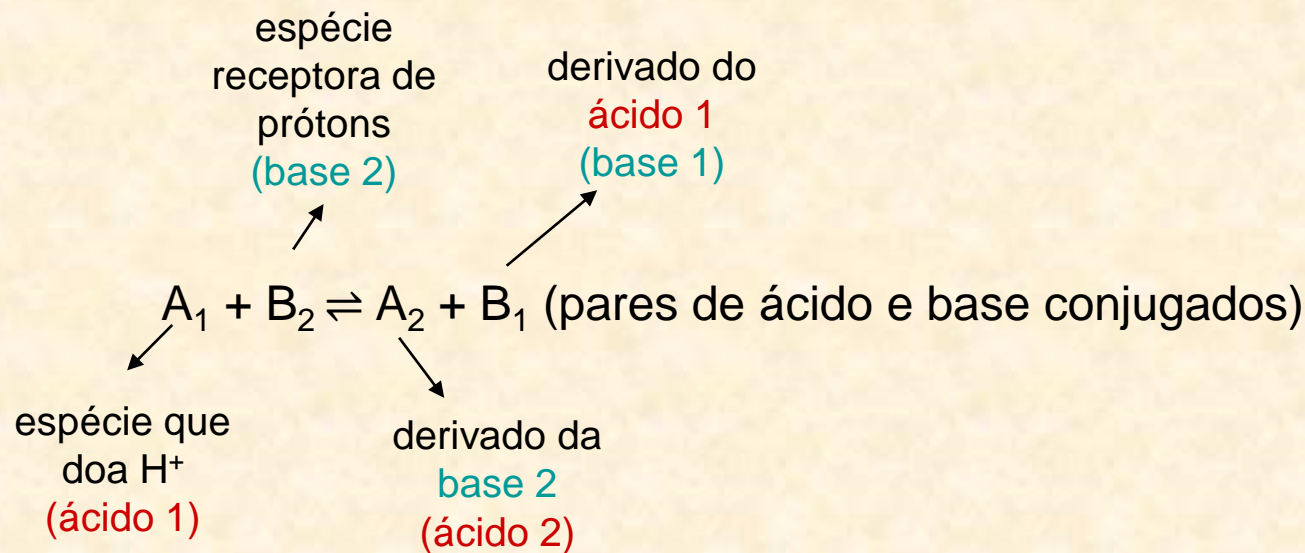 espécie
receptora de
prótons
(base 2)
derivado do
ácido 1
(base 1)
A₁ + B₂ ⇌ A₂ + B₁ (pares de ácido e base conjugados)
espécie que
doa H⁺
(ácido 1)
derivado da
base 2
(ácido 2)